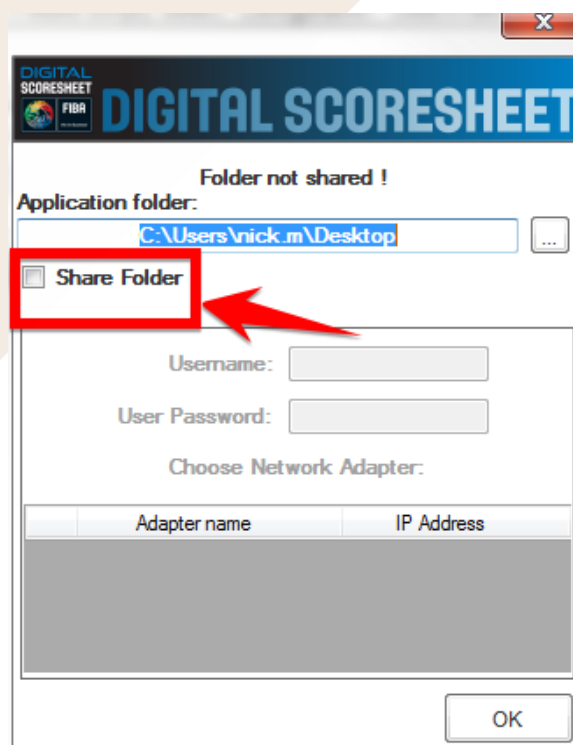 X
DIGITAL
SCORESHEET
FIBA
DIGITAL SCORESHEET
Folder not shared !
Application folder:
C:\Users\nick.m\Desktop
...
Share Folder
Username:
User Password:
Choose Network Adapter:
Adapter name IP Address
OK